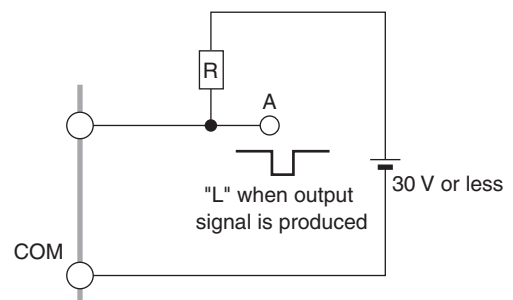 R
A
"L" when output
signal is produced
30 V or less
COM